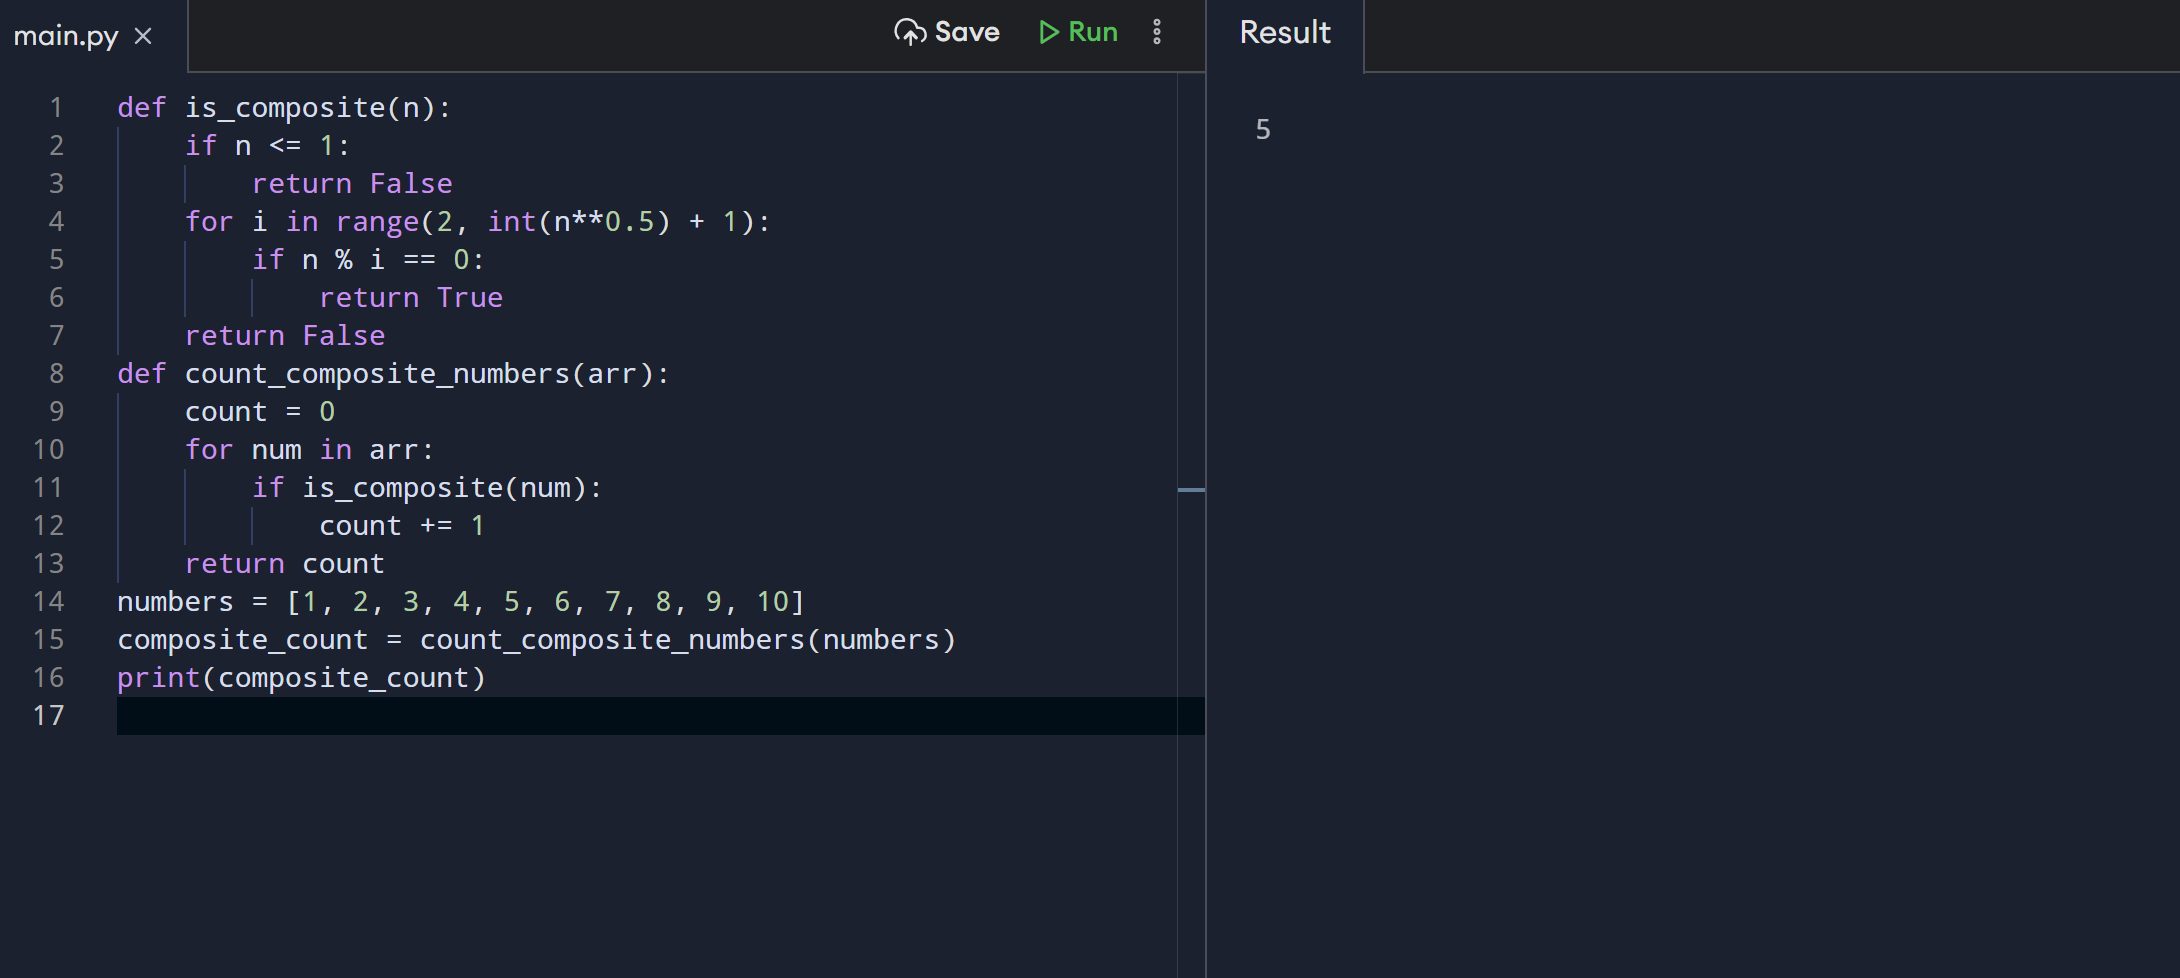 main.py × Save Run
Result
1 def is_composite(n):
2     if n <= 1:
3         return False
4     for i in range(2, int(n**0.5) + 1):
5         if n % i == 0:
6             return True
7     return False
8 def count_composite_numbers(arr):
9     count = 0
10     for num in arr:
11         if is_composite(num):
12             count += 1
13     return count
14 numbers = [1, 2, 3, 4, 5, 6, 7, 8, 9, 10]
15 composite_count = count_composite_numbers(numbers)
16 print(composite_count)
17
5